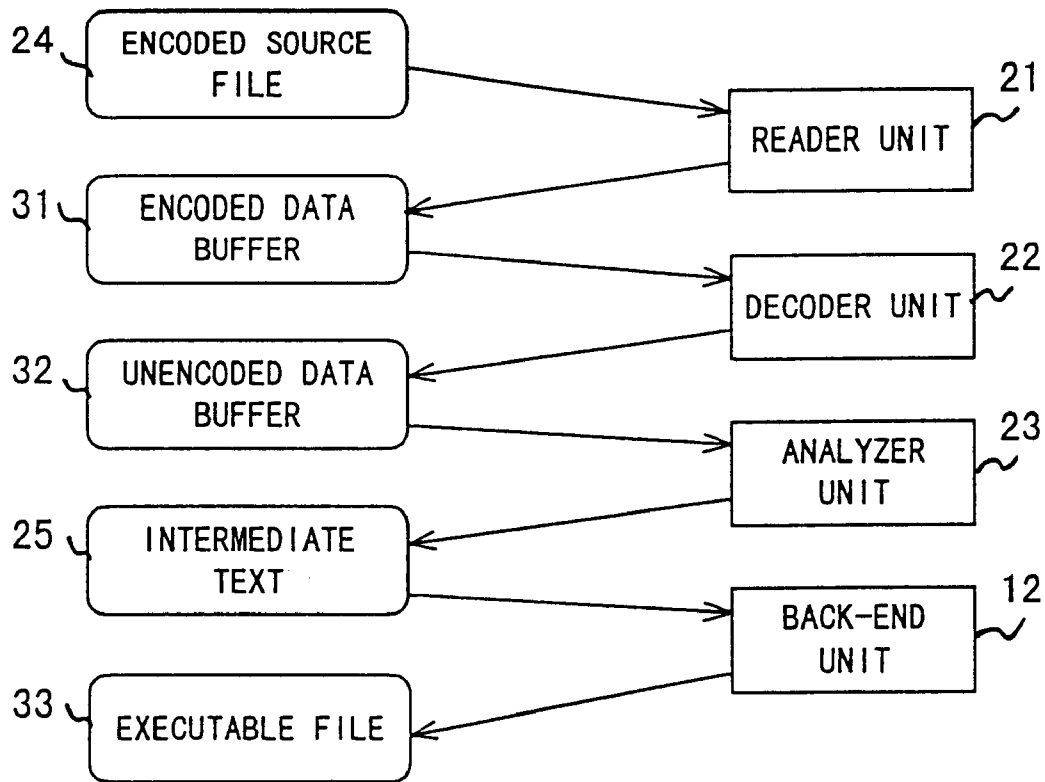 24
ENCODED SOURCE
FILE
21
READER UNIT
31
ENCODED DATA
BUFFER
22
DECODER UNIT
32
UNENCODED DATA
BUFFER
23
ANALYZER
UNIT
25
INTERMEDIATE
TEXT
12
BACK-END
UNIT
33
EXECUTABLE FILE